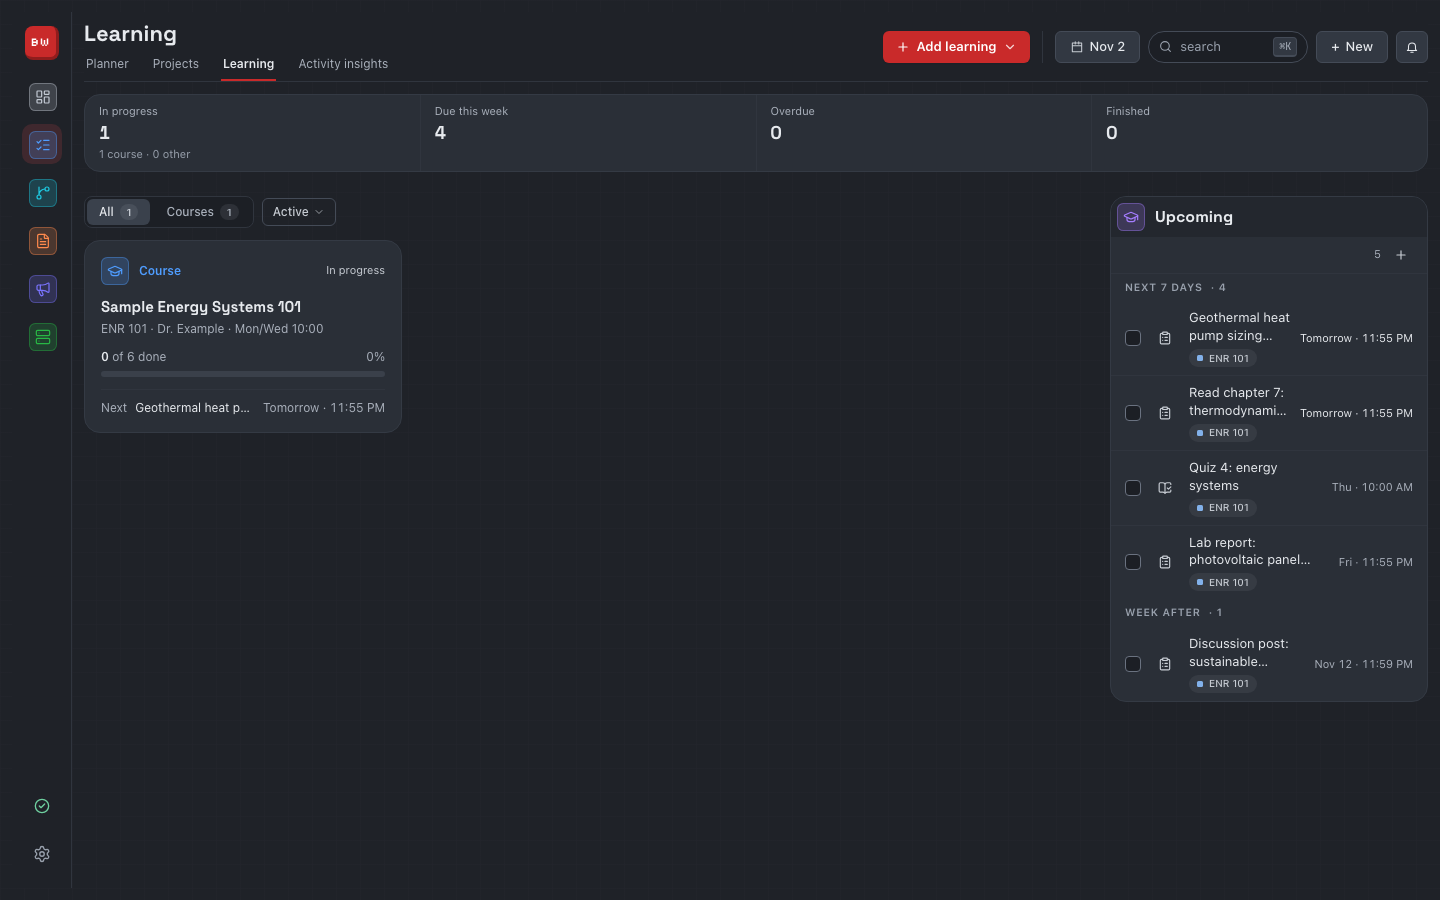 BW
Learning
Planner Projects Learning Activity insights
+ Add learning
Nov 2
search ⌘K
+ New
In progress
1
1 course · 0 other
Due this week
4
Overdue
0
Finished
0
All 1 Courses 1 Active
Course In progress
Sample Energy Systems 101
ENR 101 · Dr. Example · Mon/Wed 10:00
0 of 6 done 0%
Next Geothermal heat p... Tomorrow · 11:55 PM
Upcoming
5 +
NEXT 7 DAYS · 4
Geothermal heat
pump sizing... Tomorrow · 11:55 PM
ENR 101
Read chapter 7:
thermodynami... Tomorrow · 11:55 PM
ENR 101
Quiz 4: energy
systems Thu · 10:00 AM
ENR 101
Lab report:
photovoltaic panel... Fri · 11:55 PM
ENR 101
WEEK AFTER · 1
Discussion post:
sustainable... Nov 12 · 11:59 PM
ENR 101